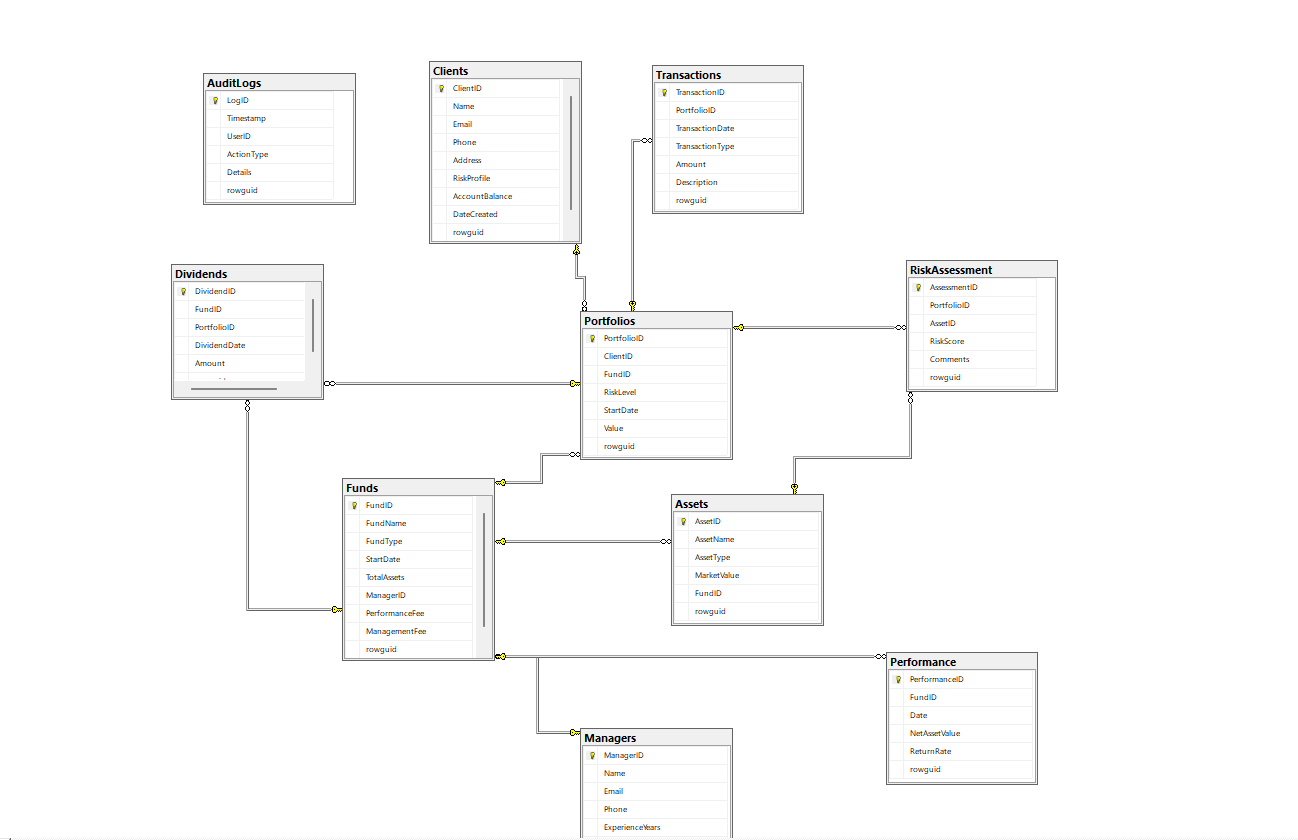 AuditLogs
LogID
Timestamp
UserID
ActionType
Details
rowguid
Clients
ClientID
Name
Email
Phone
Address
RiskProfile
AccountBalance
DateCreated
rowguid
Transactions
TransactionID
PortfolioID
TransactionDate
TransactionType
Amount
Description
rowguid
Dividends
DividendID
FundID
PortfolioID
DividendDate
Amount
Portfolios
PortfolioID
ClientID
FundID
RiskLevel
StartDate
Value
rowguid
RiskAssessment
AssessmentID
PortfolioID
AssetID
RiskScore
Comments
rowguid
Funds
FundID
FundName
FundType
StartDate
TotalAssets
ManagerID
PerformanceFee
ManagementFee
rowguid
Assets
AssetID
AssetName
AssetType
MarketValue
FundID
rowguid
Performance
PerformanceID
FundID
Date
NetAssetValue
ReturnRate
rowguid
Managers
ManagerID
Name
Email
Phone
ExperienceYears